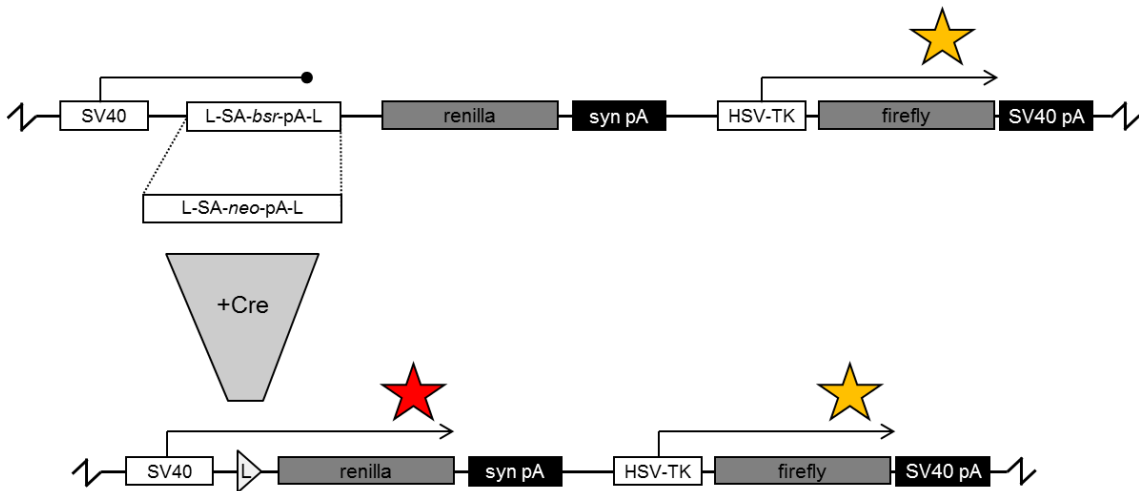 SV40 L-SA-bsr-pA-L renilla syn pA HSV-TK firefly SV40 pA
L-SA-neo-pA-L
+Cre
SV40 L renilla syn pA HSV-TK firefly SV40 pA